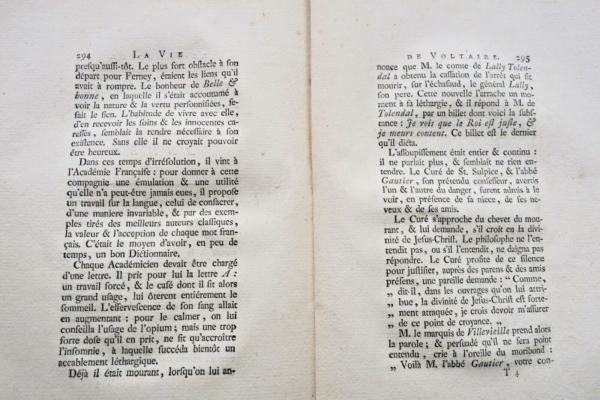 294 LA VIE
presqu'aussi-tôt. Le plus fort obstacle à son
départ pour Ferney, étaient les liens qu'il
avait à rompre. Le bonheur de Belle &
bonne, en laquelle il s'était accoutumé à
voir la nature & la vertu personnifiées, fe-
sait le sien. L'habitude de vivre avec elle,
d'en recevoir les soins & les innocentes ca-
resses, semblait la rendre nécessaire à son
existence. Sans elle il ne croyait pouvoir
être heureux.
Dans ces temps d'irrésolution, il vint à
l'Académie Française : pour donner à cette
compagnie une émulation & une utilité
qu'elle n'a peut-être jamais eues, il propose
un travail sur la langue, celui de consacrer,
d'une maniere invariable, & par des exem-
ples tirés des meilleurs auteurs classiques,
la valeur & l'acception de chaque mot fran-
çais. C'était le moyen d'avoir, en peu de
temps, un bon Dictionnaire.
Chaque Académicien devait être chargé
d'une lettre. Il prit pour lui la lettre A :
un travail forcé, & le café dont il fit alors
un grand usage, lui ôterent entiérement le
sommeil. L'effervescence de son sang allait
en augmentant : pour le calmer, on lui
conseilla l'usage de l'opium ; mais une trop
forte dose qu'il en prit, ne fit qu'accroître
l'insomnie, à laquelle succéda bientôt un
accablement léthargique.
Déjà il était mourant, lorsqu'on lui an-
DE VOLTAIRE. 295
nonce que M. le comte de Lally Tolen-
dal a obtenu la cassation de l'arrêt qui fit
mourir, sur l'échafaud, le général Lally,
son pere. Cette nouvelle l'arrache un mo-
ment à sa léthargie, & il répond à M. de
Tolendal, par un billet dont voici la subs-
tance : Je vois que le Roi est juste, &
je meurs content. Ce billet est le dernier
qu'il dicta.
L'assoupissement était entier & continu :
il ne parlait plus, & semblait ne rien en-
tendre. Le Curé de St. Sulpice, & l'abbé
Gautier, son prétendu confesseur, avertis
l'un & l'autre du danger, furent admis à le
voir, en présence de sa niece, de ses ne-
veux & de ses amis.
Le Curé s'approche du chevet du mou-
rant, & lui demande, s'il croit en la divi-
nité de Jesus-Christ. Le philosophe ne l'en-
tendit pas, ou s'il l'entendit, ne daigna pas
répondre. Le Curé profite de ce silence
pour justifier, auprès des parens & des amis
présens, une pareille demande : " Comme,
„ dit-il, dans les ouvrages qu'on lui attri-
„ bue, la divinité de Jesus-Christ est forte-
„ ment attaquée, je crois devoir m'assurer
„ de ce point de croyance. „
M. le marquis de Villevieille prend alors
la parole ; & persuadé qu'il ne sera point
entendu, crie à l'oreille du moribond :
„ Voilà M. l'abbé Gautier, votre con-
T 4